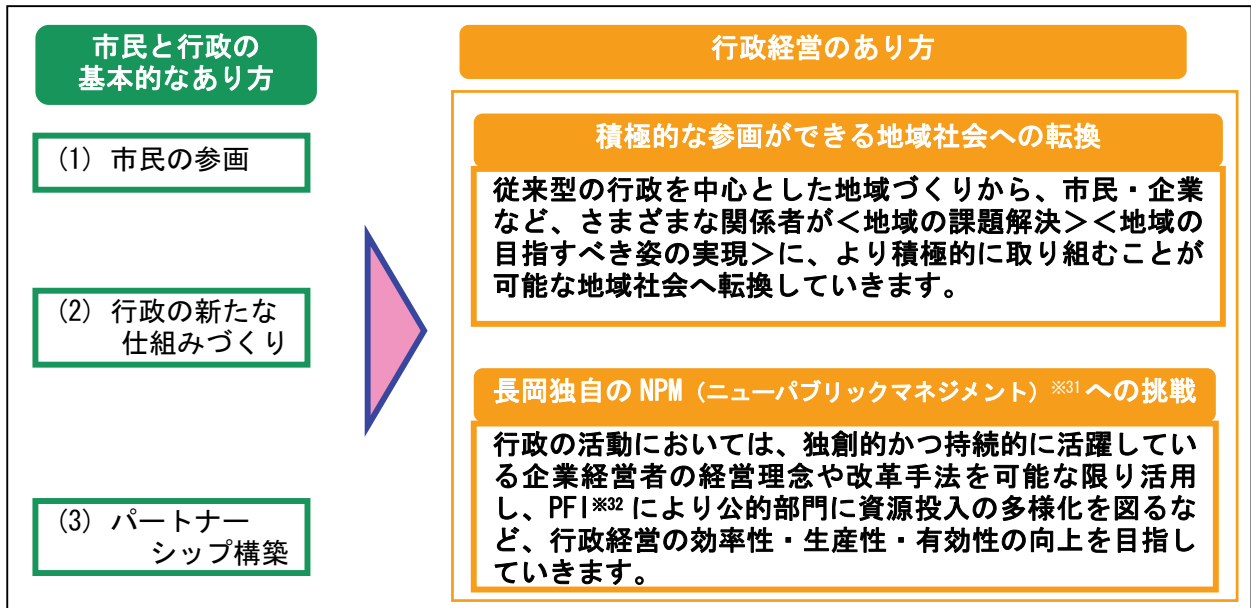 市民と行政の
基本的なあり方
(1) 市民の参画
(2) 行政の新たな
仕組みづくり
(3) パートナー
シップ構築
行政経営のあり方
積極的な参画ができる地域社会への転換
従来型の行政を中心とした地域づくりから、市民・企業
など、さまざまな関係者が＜地域の課題解決＞＜地域の
目指すべき姿の実現＞に、より積極的に取り組むことが
可能な地域社会へ転換していきます。
長岡独自の NPM（ニューパブリックマネジメント）※31 への挑戦
行政の活動においては、独創的かつ持続的に活躍してい
る企業経営者の経営理念や改革手法を可能な限り活用
し、PFI※32 により公的部門に資源投入の多様化を図るな
ど、行政経営の効率性・生産性・有効性の向上を目指し
ていきます。